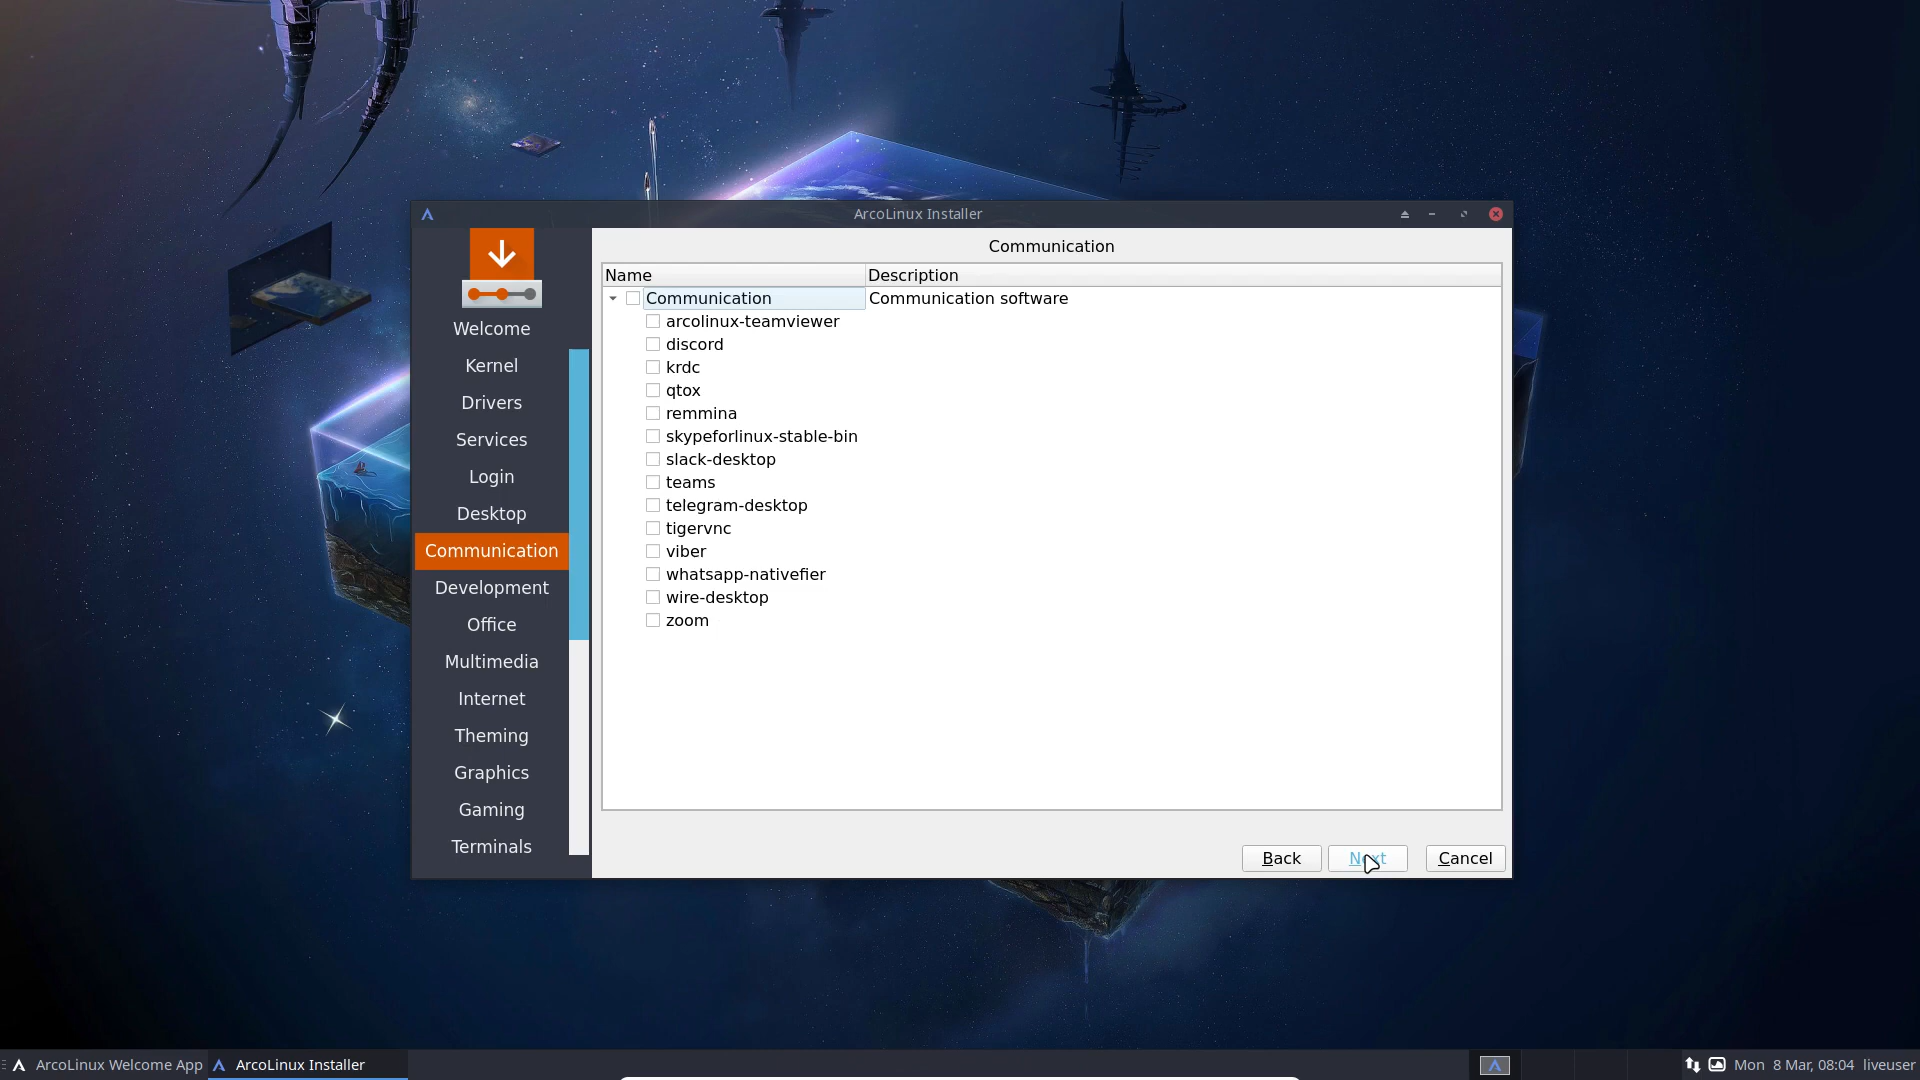 ArcoLinux Installer
Welcome
Kernel
Drivers
Services
Login
Desktop
Communication
Development
Office
Multimedia
Internet
Theming
Graphics
Gaming
Terminals
Communication
Name Description
Communication Communication software
arcolinux-teamviewer
discord
krdc
qtox
remmina
skypeforlinux-stable-bin
slack-desktop
teams
telegram-desktop
tigervnc
viber
whatsapp-nativefier
wire-desktop
zoom
Back Next Cancel
ArcoLinux Welcome App ArcoLinux Installer Mon 8 Mar, 08:04 liveuser